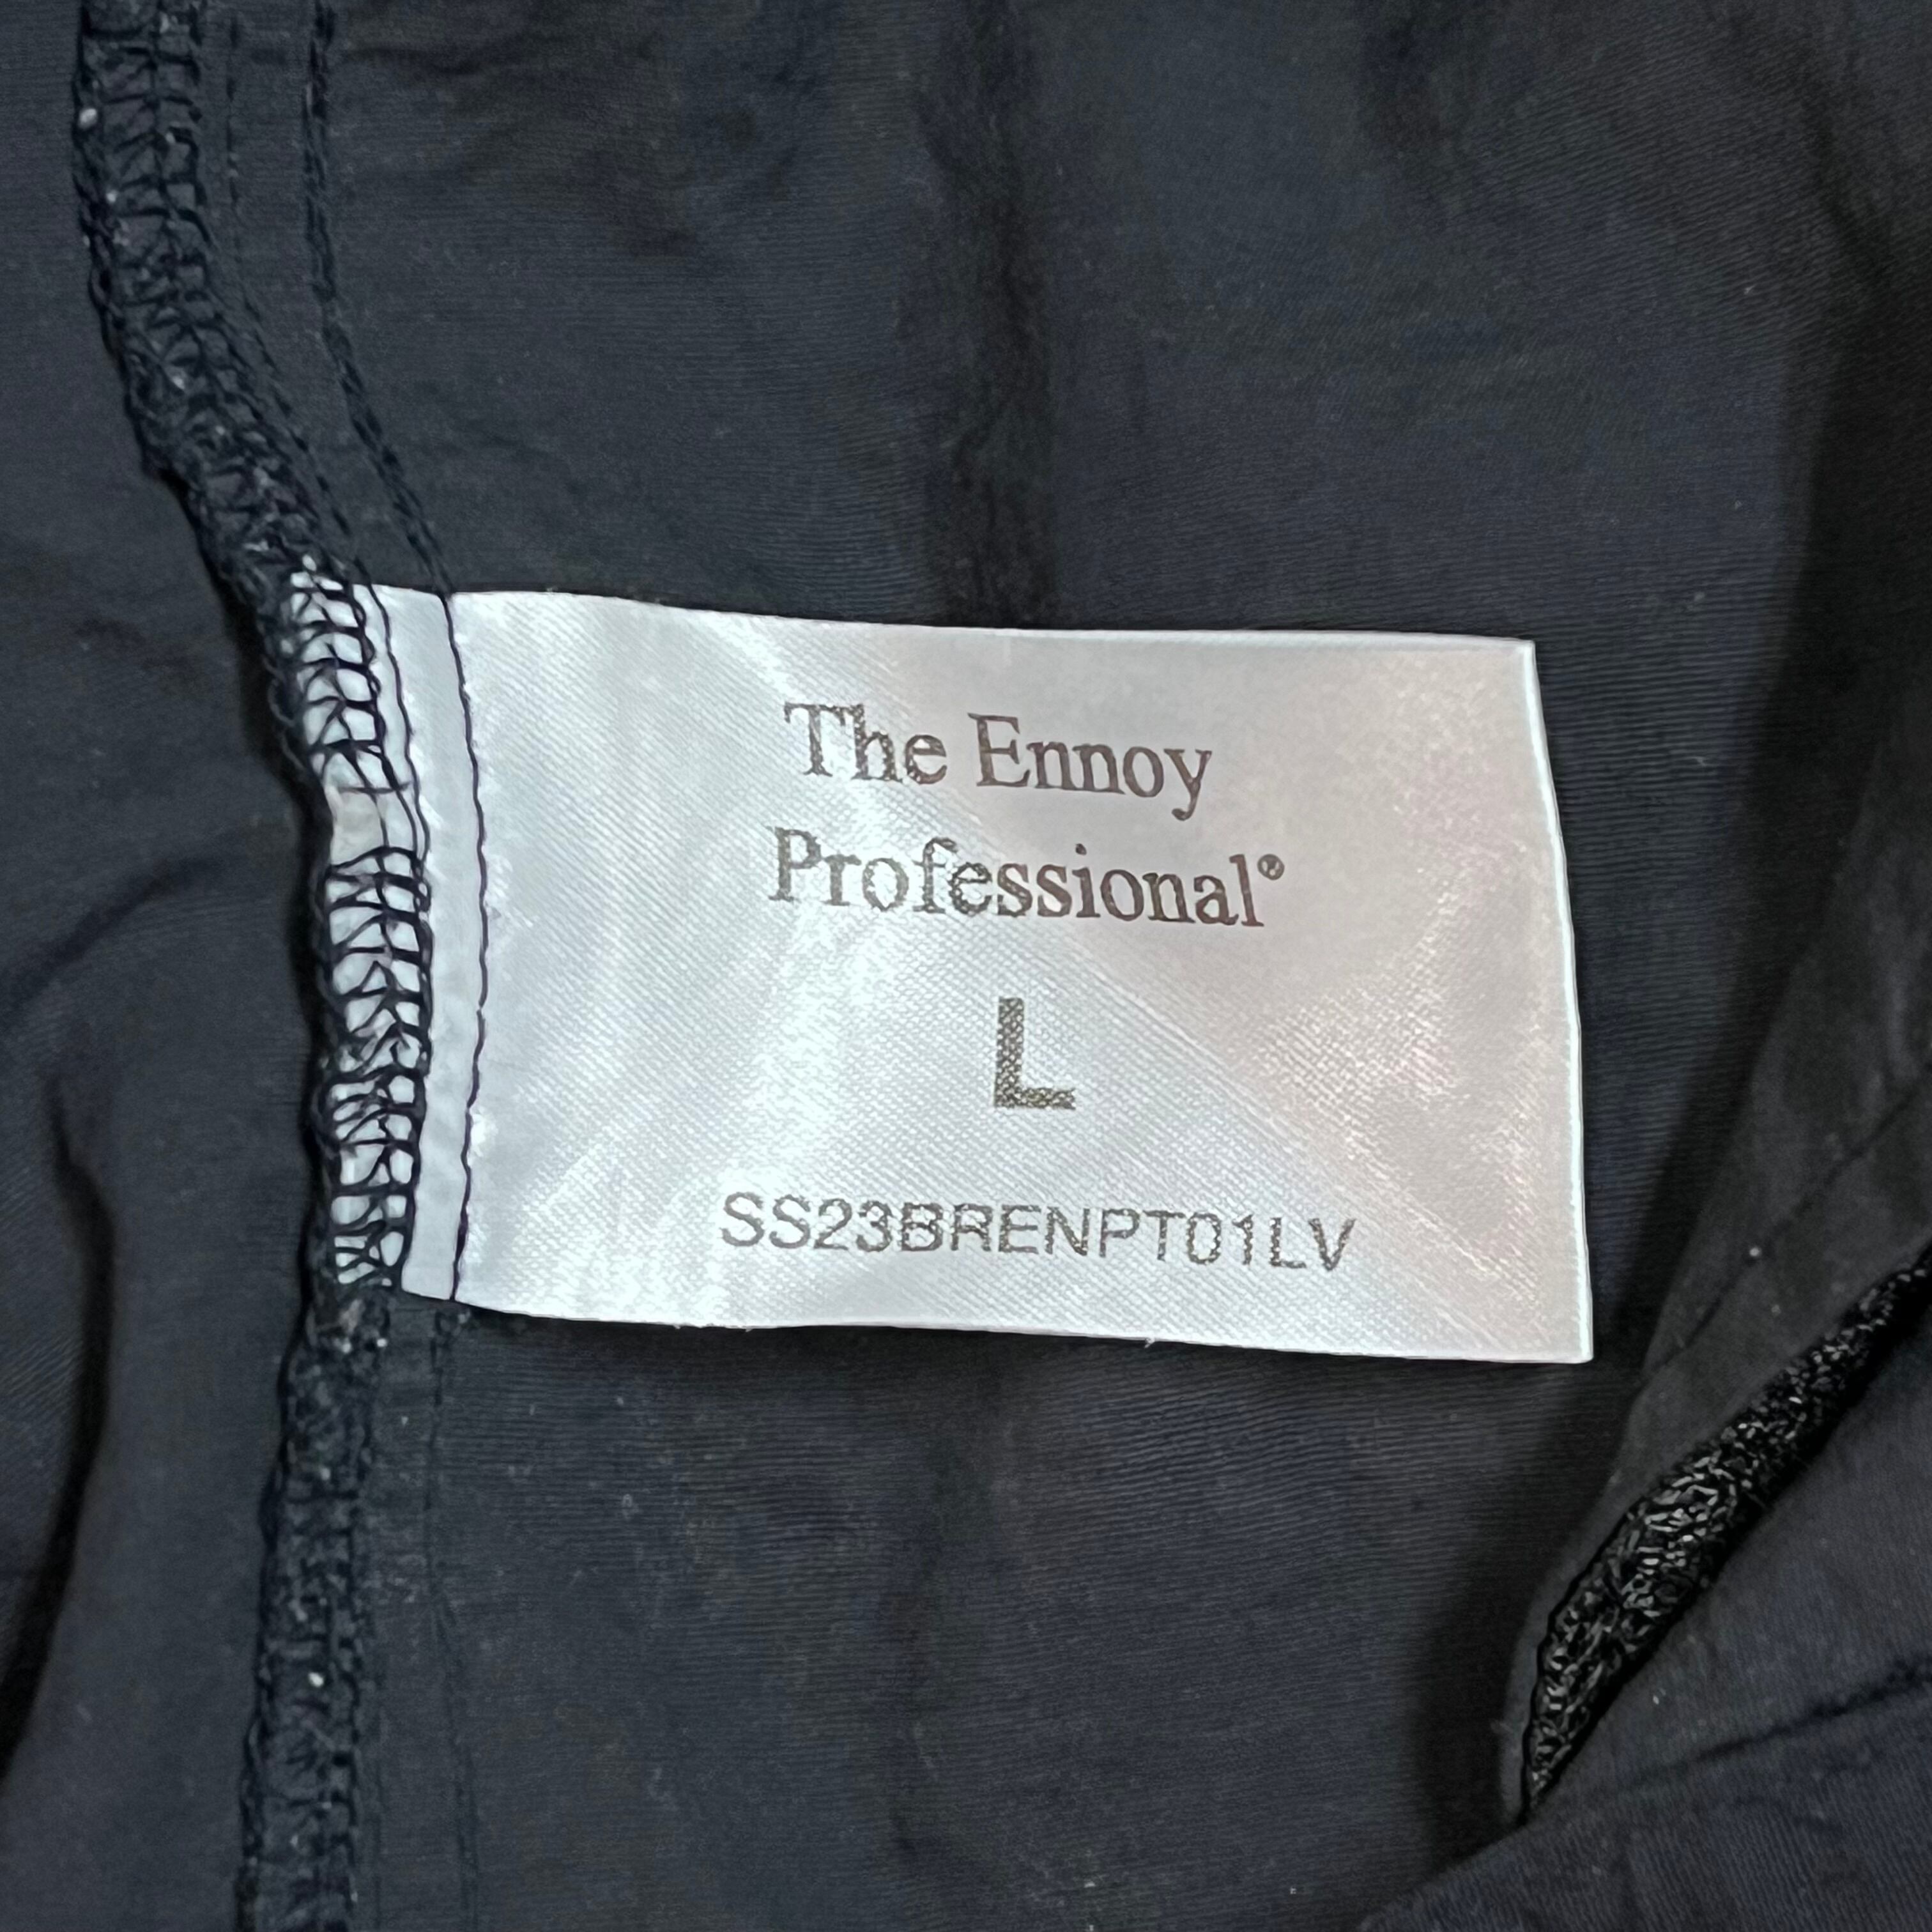 The Ennoy
Professional®
L
SS23BRENPT01LV